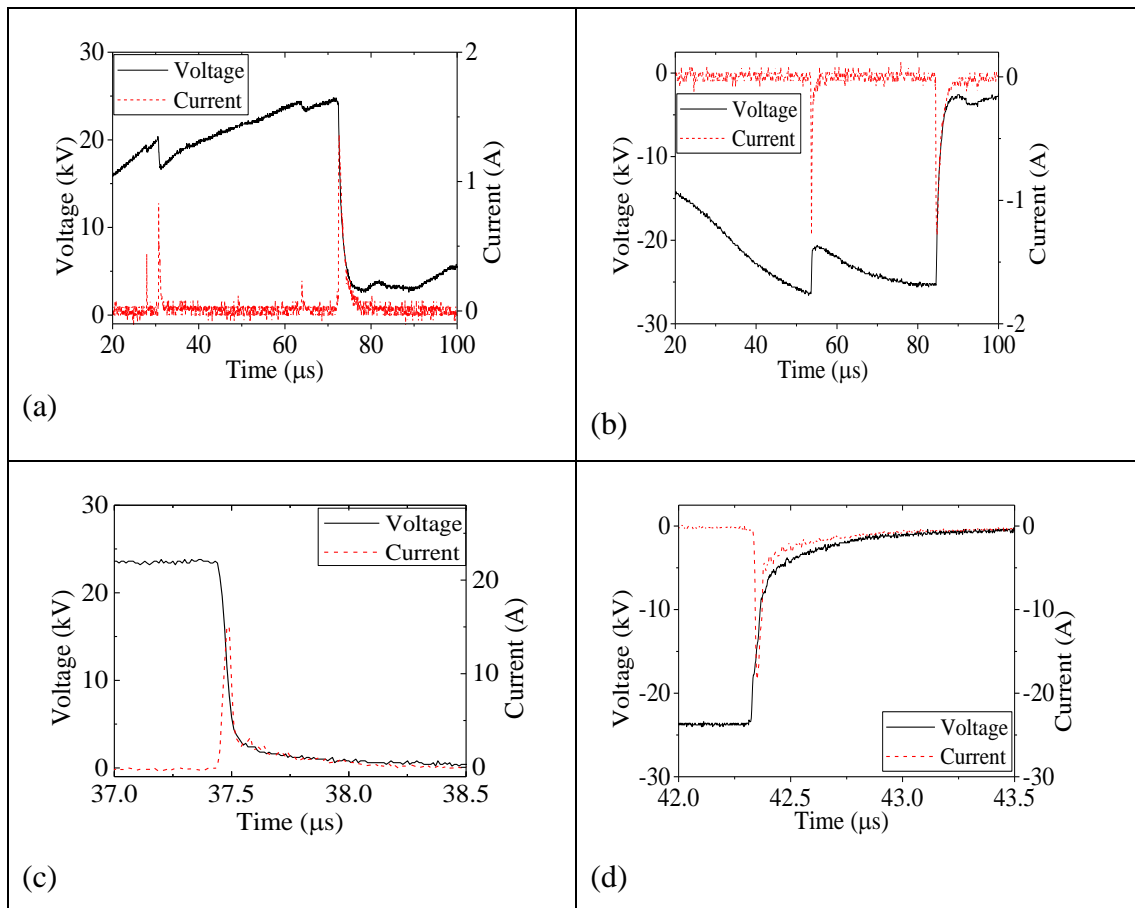 30
20
10
0
Voltage (kV)
2
1
0
Current (A)
Voltage
Current
20 40 60 80 100
Time (μs)
(a)
0
-10
-20
-30
Voltage (kV)
0
-1
-2
Current (A)
Voltage
Current
20 40 60 80 100
Time (μs)
(b)
30
20
10
0
Voltage (kV)
20
10
0
Current (A)
Voltage
Current
37.0 37.5 38.0 38.5
Time (μs)
(c)
0
-10
-20
-30
Voltage (kV)
0
-10
-20
-30
Current (A)
Voltage
Current
42.0 42.5 43.0 43.5
Time (μs)
(d)